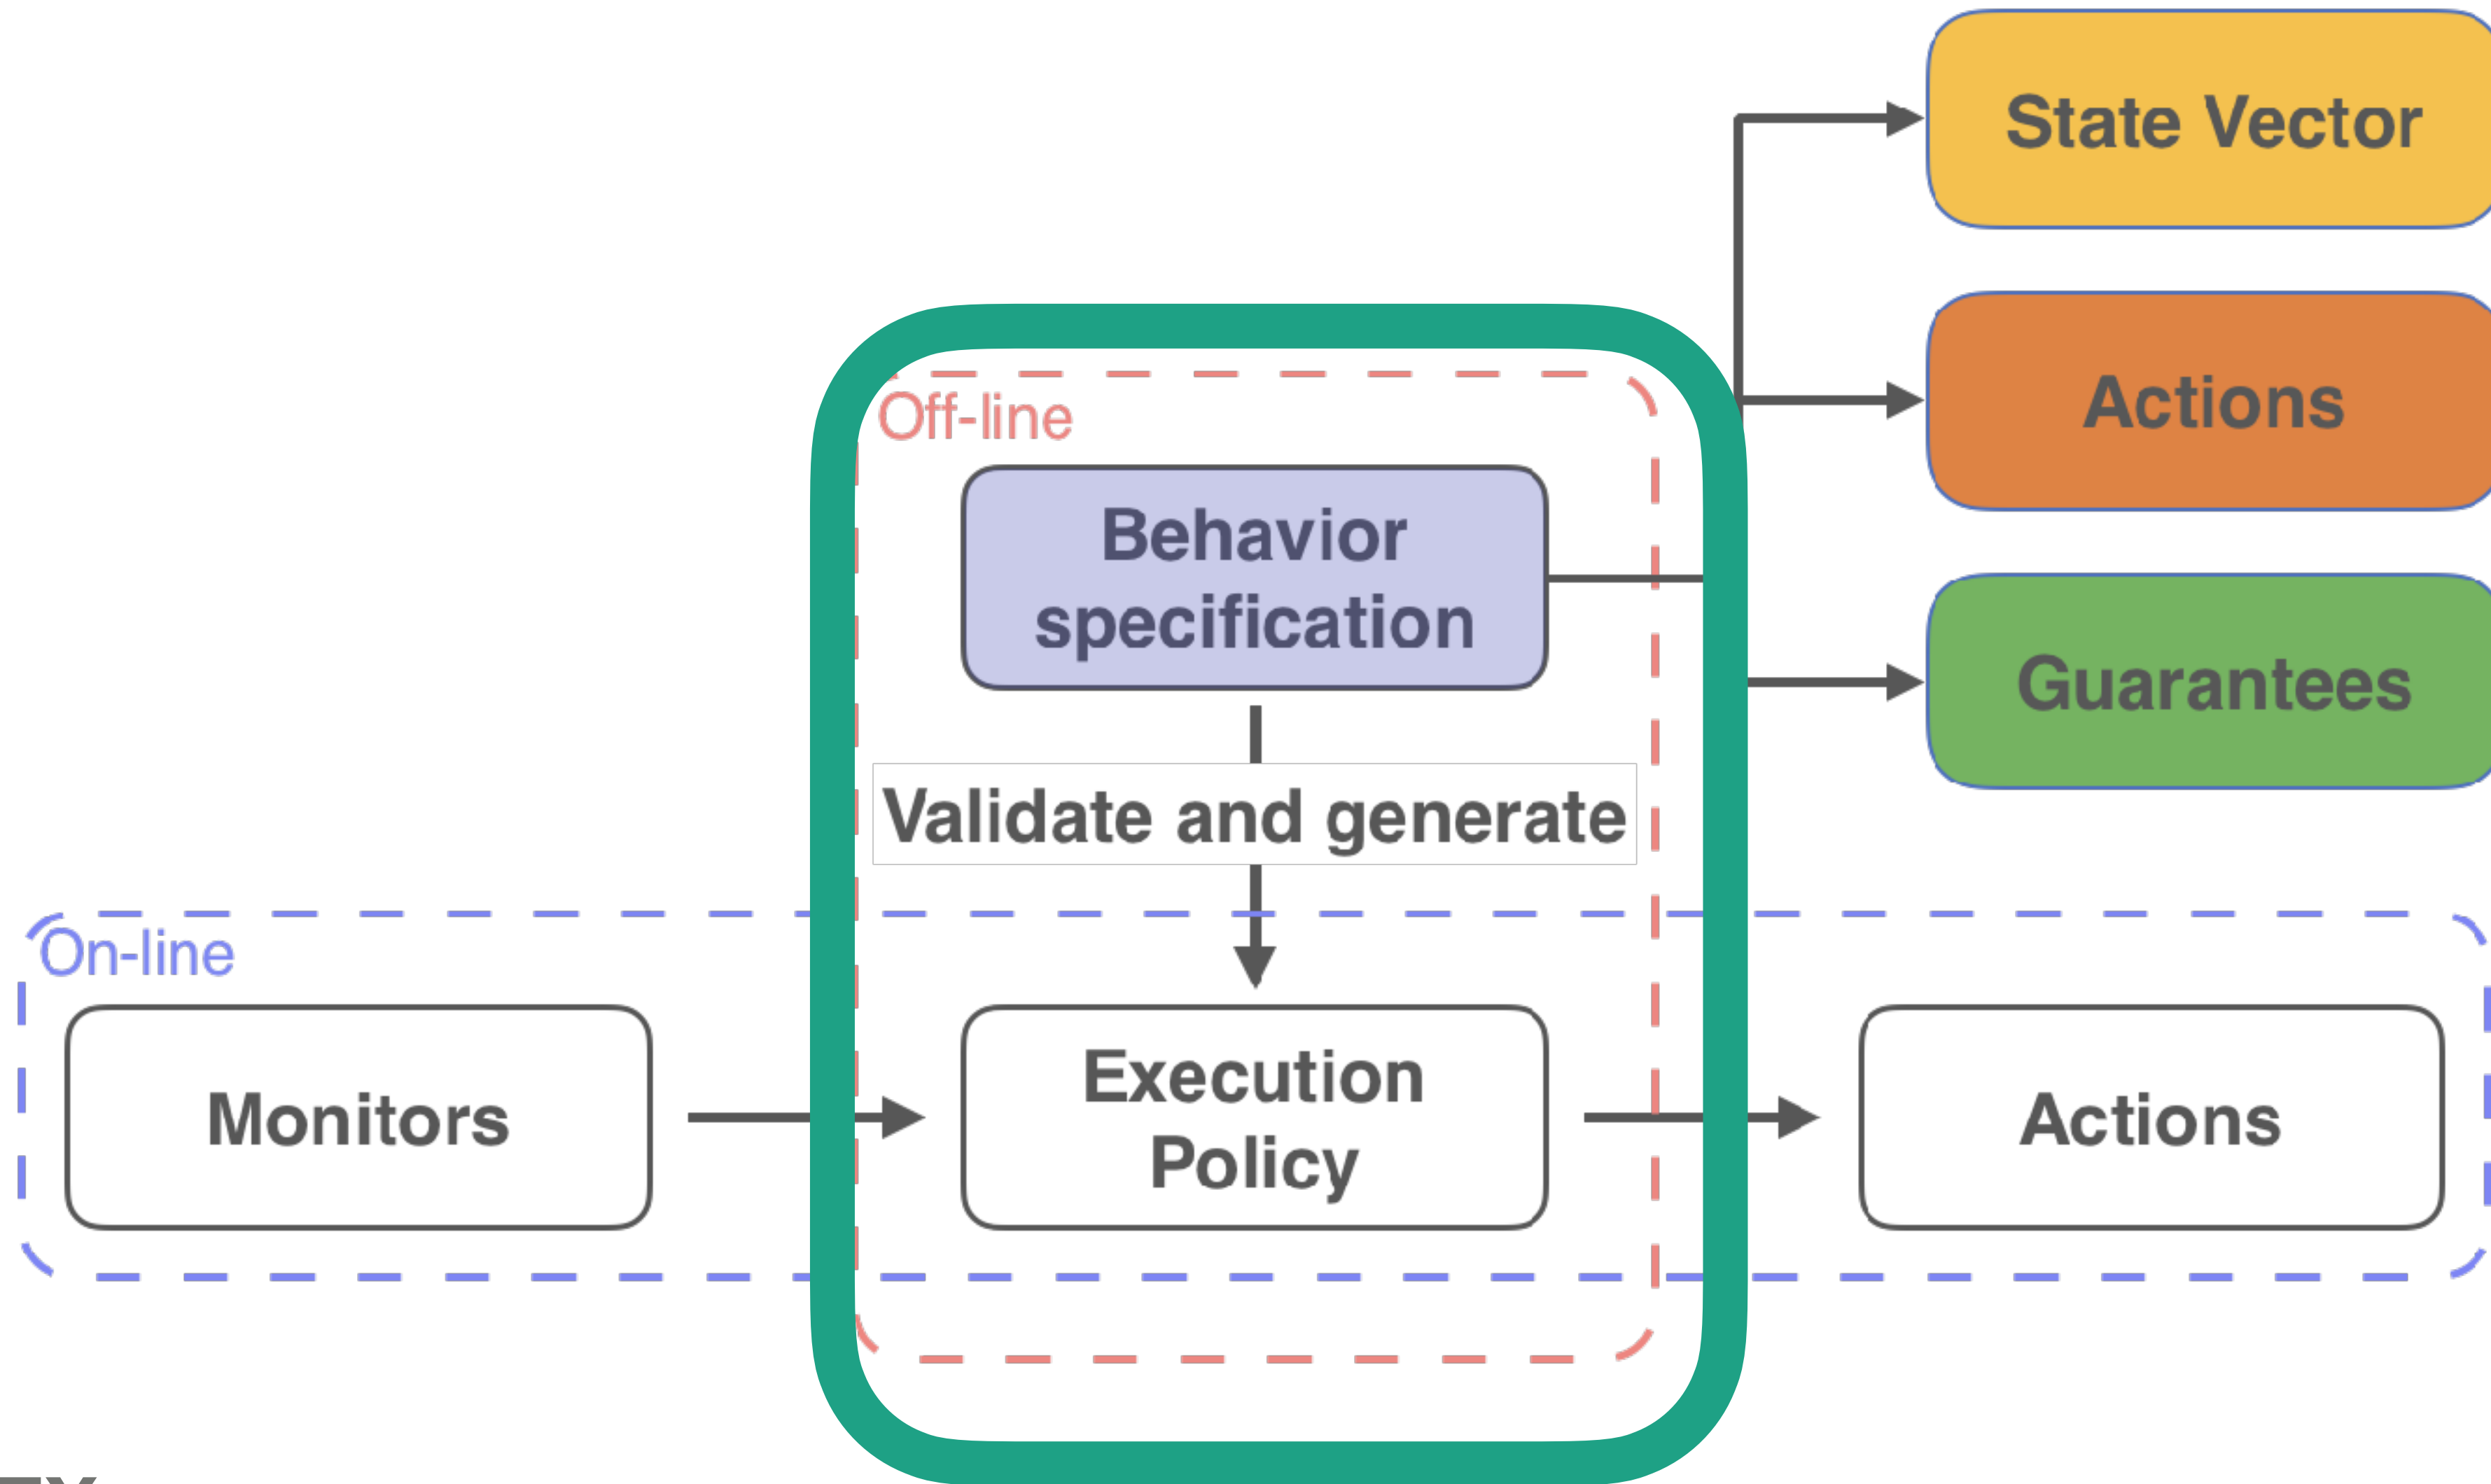 State Vector
Actions
Off-line
Behavior
specification
Guarantees
Validate and generate
On-line
Monitors
Execution
Policy
Actions